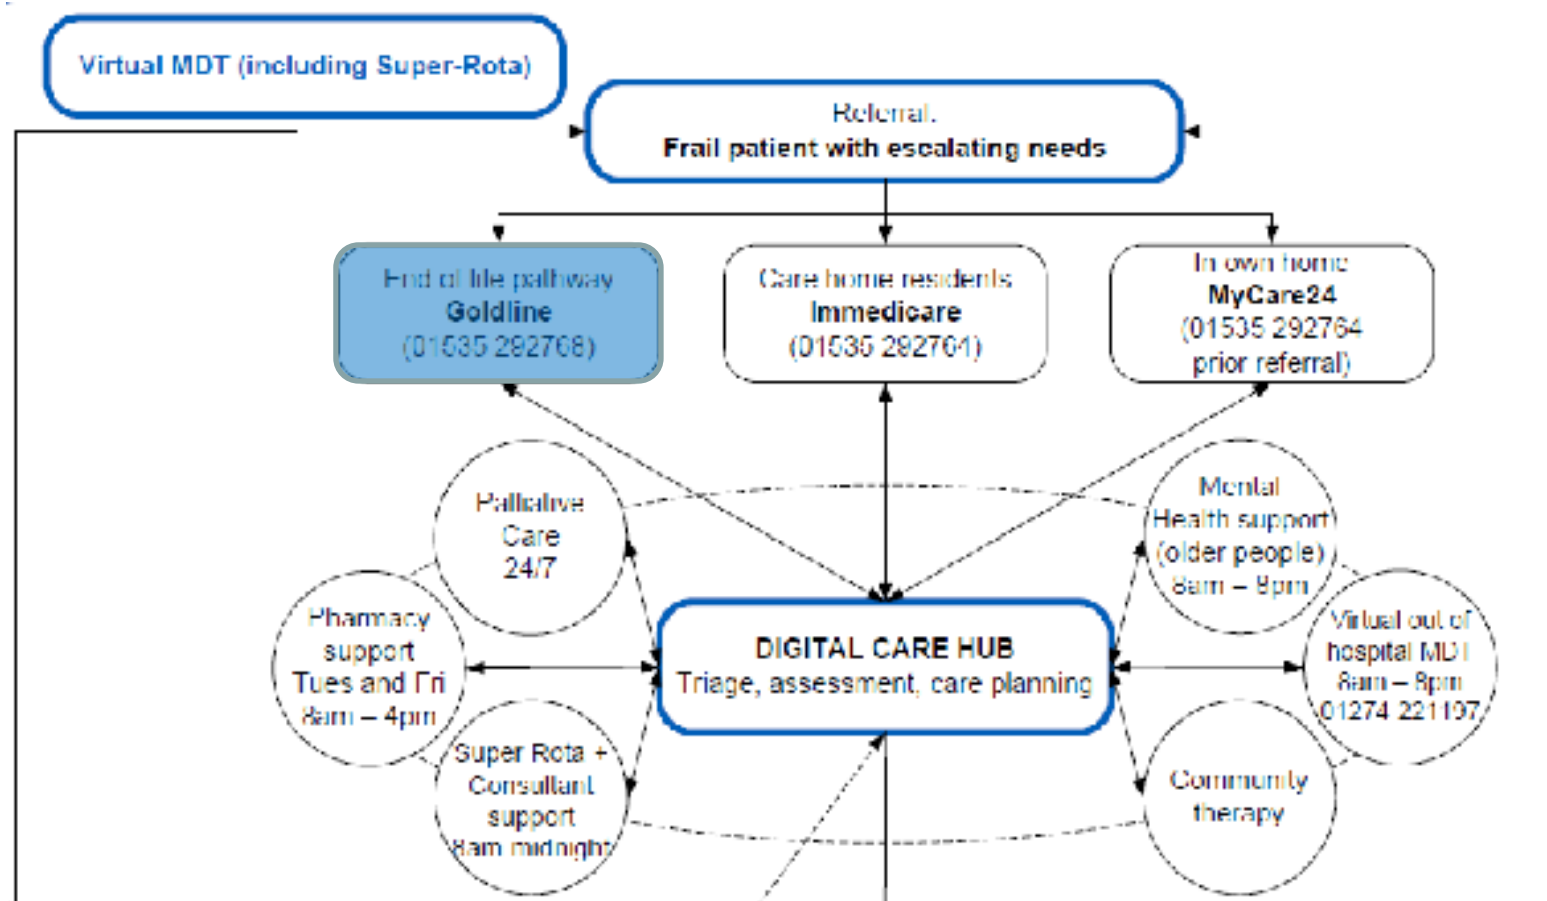 Virtual MDT (including Super-Rota)
Referral.
Frail patient with escalating needs
End of life pathway
Goldline
(01535 292768)
Care home residents
Immedicare
(01535 292764)
In own home
MyCare24
(01535 292764
prior referral)
Palliative
Care
24/7
Mental
Health support
(older people)
8am – 8pm
Pharmacy
support
Tues and Fri
8am – 4pm
DIGITAL CARE HUB
Triage, assessment, care planning
Virtual out of
hospital MDT
8am – 8pm
01274 221197
Super Rota +
Consultant
support
8am midnight
Community
therapy